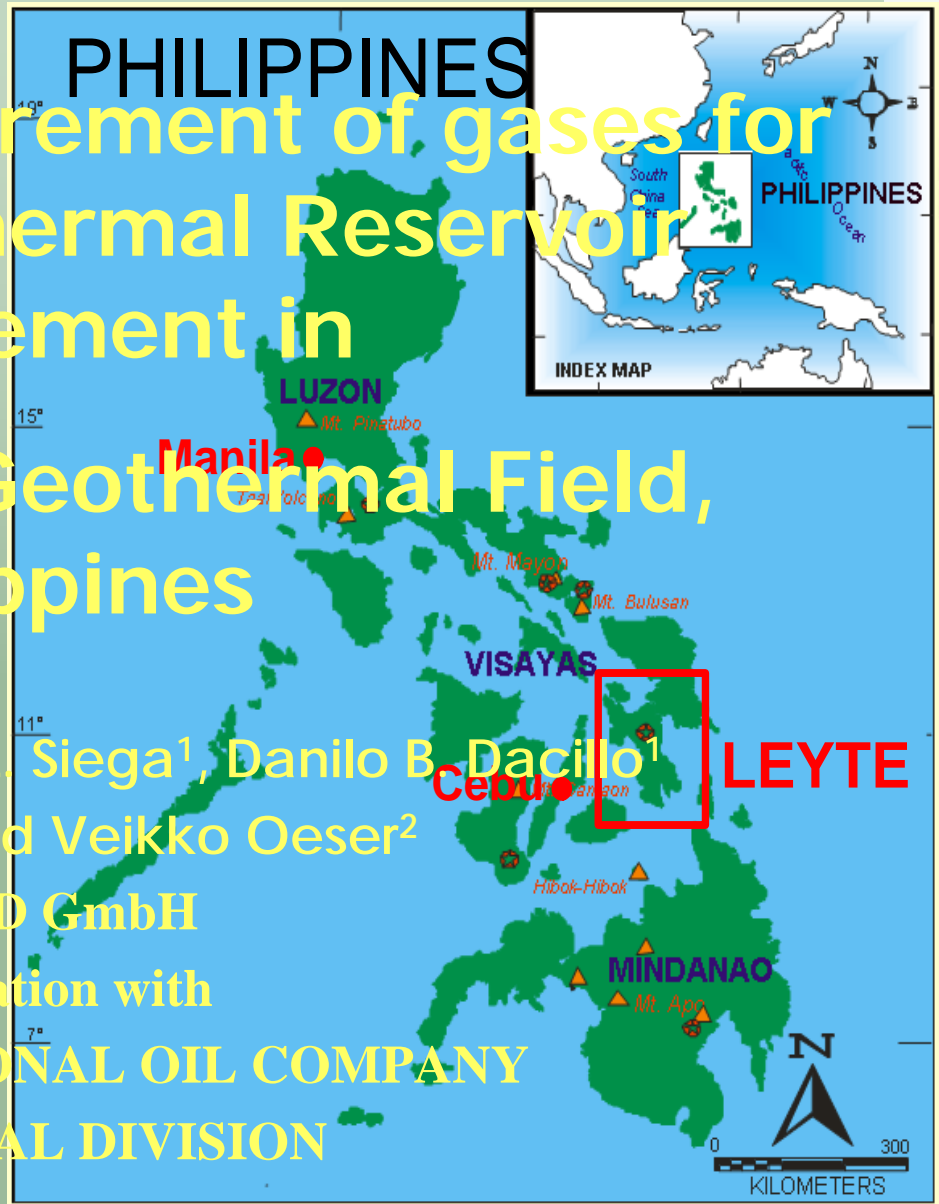 PHILIPPINES
N
W
E
S
19°
rement of gases for
South
China
PHILIPPINES
Ocean
ermal Reservoir
ement in
INDEX MAP
LUZON
15°
Mt. Pinatubo
Manila
Geothermal Field,
Mt. Mayon
ppines
Mt. Bulusan
VISAYAS
11°
. Siega¹, Danilo B. Dacillo¹
LEYTE
Cebu
d Veikko Oeser²
Hibok-Hibok
D GmbH
MINDANAO
ation with
Mt. Apo
7°
N
ONAL OIL COMPANY
AL DIVISION
0 300
KILOMETERS